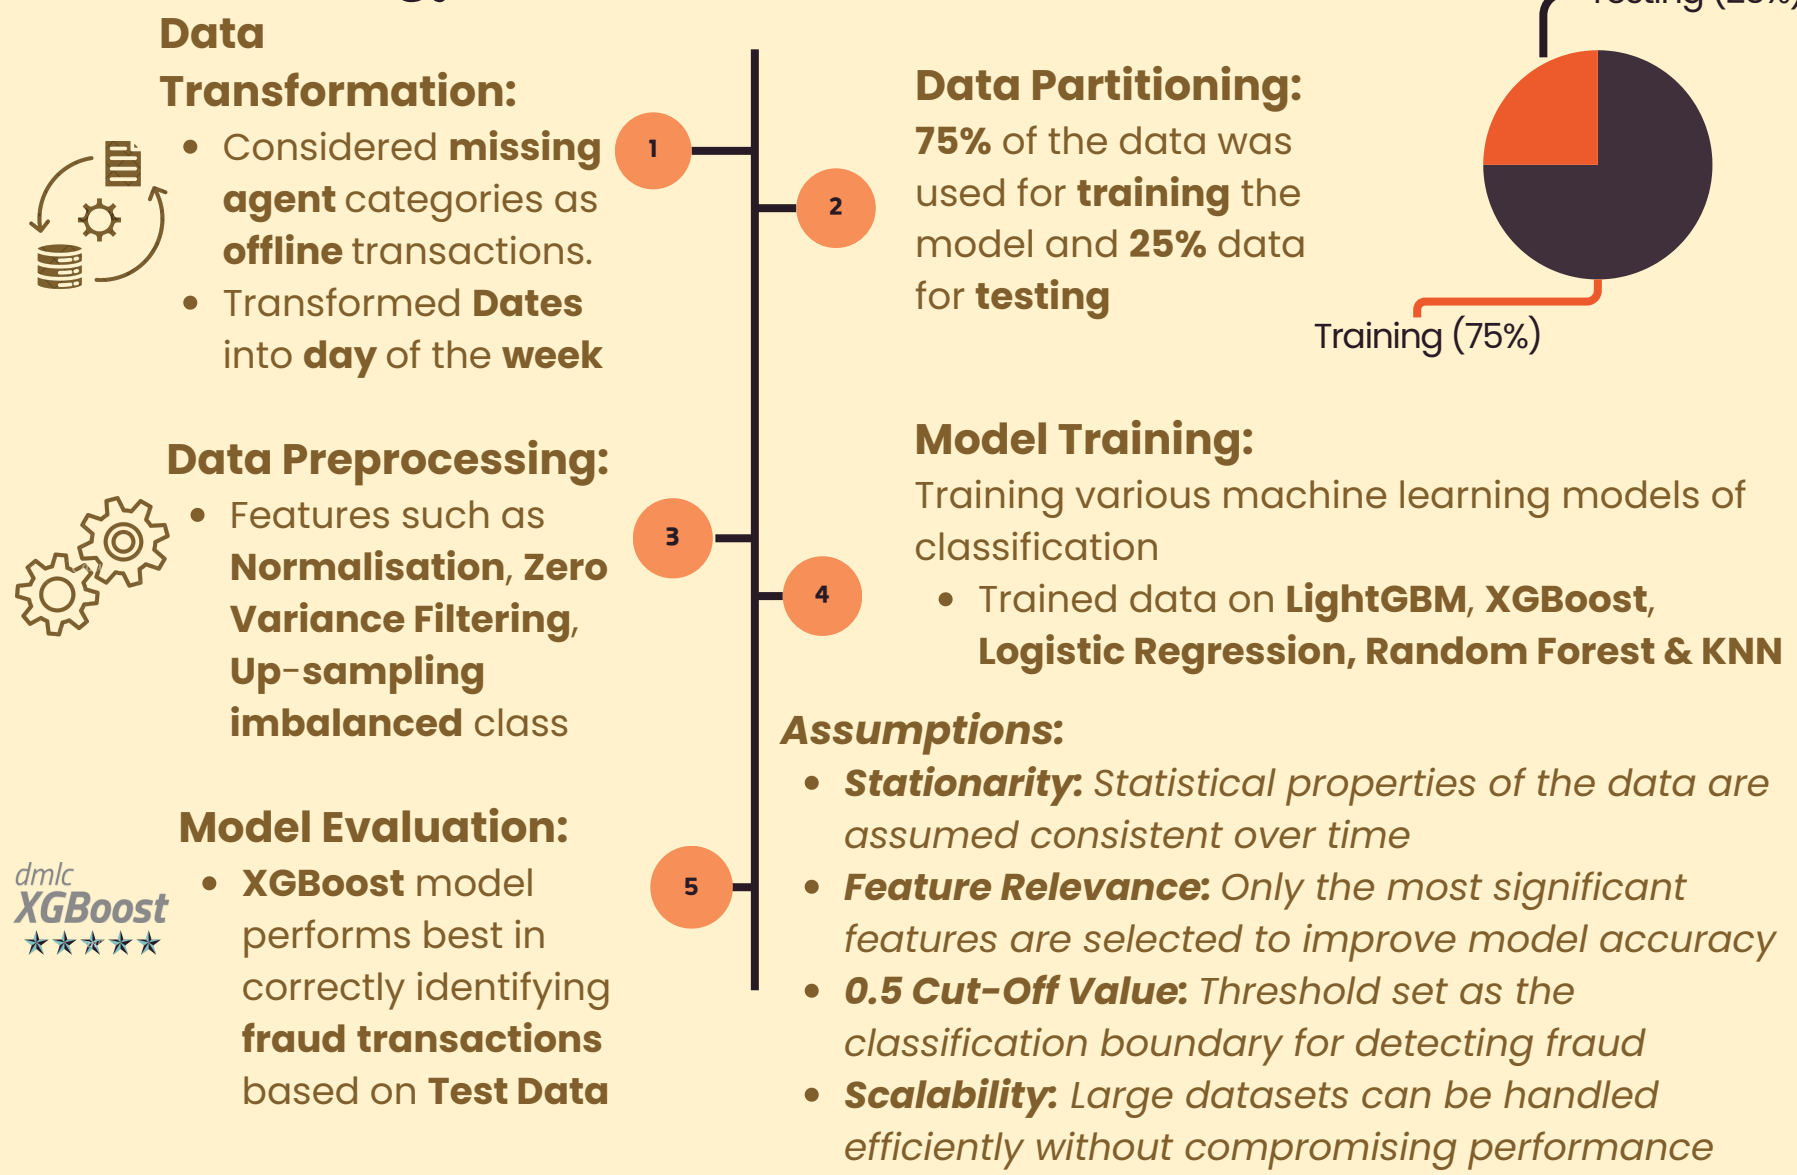 Data
Transformation:
• Considered missing
agent categories as
offline transactions.
• Transformed Dates
into day of the week
1
2
Data Partitioning:
75% of the data was
used for training the
model and 25% data
for testing
Training (75%)
Data Preprocessing:
• Features such as
Normalisation, Zero
Variance Filtering,
Up-sampling
imbalanced class
3
4
Model Training:
Training various machine learning models of
classification
• Trained data on LightGBM, XGBoost,
Logistic Regression, Random Forest & KNN
Model Evaluation:
dmlc
XGBoost
• XGBoost model
performs best in
correctly identifying
fraud transactions
based on Test Data
5
Assumptions:
• Stationarity: Statistical properties of the data are
assumed consistent over time
• Feature Relevance: Only the most significant
features are selected to improve model accuracy
• 0.5 Cut-Off Value: Threshold set as the
classification boundary for detecting fraud
• Scalability: Large datasets can be handled
efficiently without compromising performance